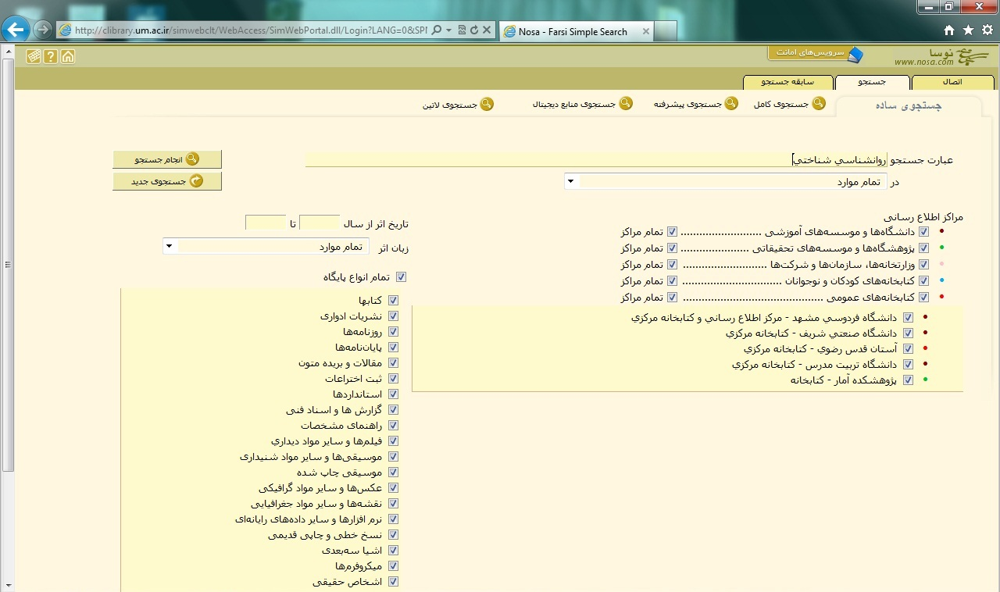 http://clibrary.um.ac.ir/simwebclt/WebAccess/SimWebPortal.dll/Login?LANG=0&SPI
Nosa - Farsi Simple Search
نوسا
www.nosa.com
سرویس‌های امانت
اتصال
جستجو
سابقه جستجو
جستجوی ساده
جستجوی کامل
جستجوی پیشرفته
جستجوی منابع دیجیتال
جستجوی لاتین
عبارت جستجو روانشناسي شناختي
انجام جستجو
در تمام موارد
جستجوی جدید
مراکز اطلاع رسانی
دانشگاه‌ها و موسسه‌های آموزشی ........................ تمام مراکز
پژوهشگاه‌ها و موسسه‌های تحقیقاتی .................... تمام مراکز
وزارتخانه‌ها، سازمان‌ها و شرکت‌ها ......................... تمام مراکز
کتابخانه‌های کودکان و نوجوانان ............................. تمام مراکز
کتابخانه‌های عمومی .......................................... تمام مراکز
دانشگاه فردوسي مشهد - مرکز اطلاع رساني و کتابخانه مرکزي
دانشگاه صنعتي شريف - کتابخانه مرکزي
آستان قدس رضوي - کتابخانه مرکزي
دانشگاه تربيت مدرس - کتابخانه مرکزي
پژوهشکده آمار - کتابخانه
تاریخ اثر از سال تا
زبان اثر تمام موارد
تمام انواع پایگاه
کتابها
نشریات ادواری
روزنامه‌ها
پایان‌نامه‌ها
مقالات و بریده متون
ثبت اختراعات
استانداردها
گزارش ها و اسناد فنی
راهنمای مشخصات
فیلم‌ها و سایر مواد دیداري
موسیقی‌ها و سایر مواد شنیداری
موسیقی چاپ شده
عکس‌ها و سایر مواد گرافیکی
نقشه‌ها و سایر مواد جغرافیایی
نرم افزارها و سایر داده‌های رایانه‌ای
نسخ خطی و چاپی قدیمی
اشیا سه‌بعدی
میکروفرم‌ها
اشخاص حقیقی